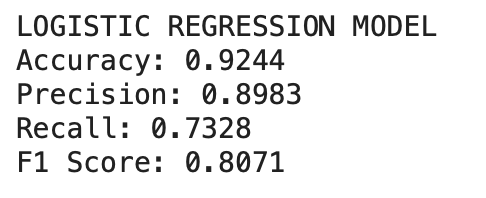 LOGISTIC REGRESSION MODEL
Accuracy: 0.9244
Precision: 0.8983
Recall: 0.7328
F1 Score: 0.8071